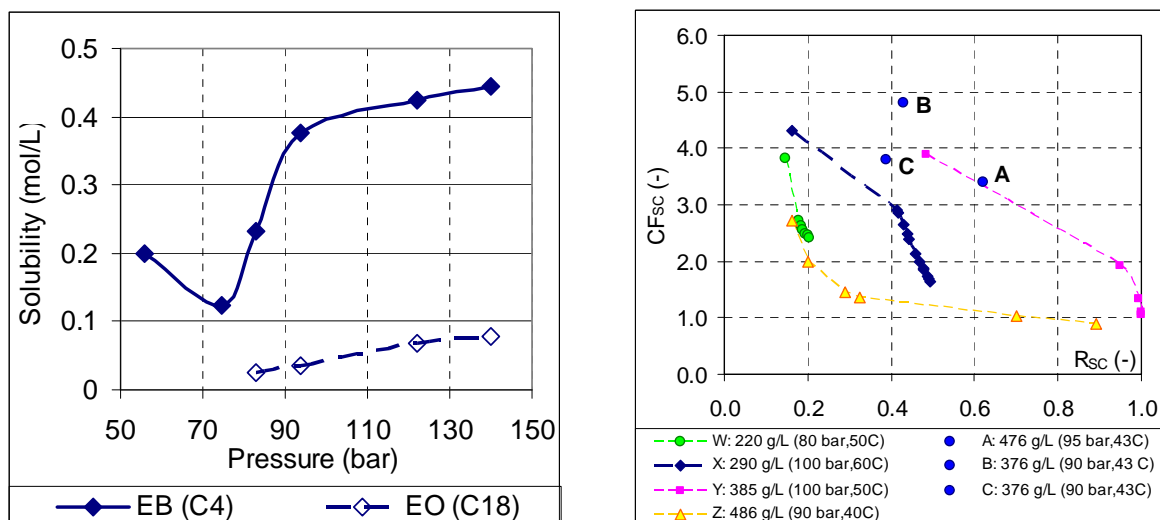 0.5
0.4
0.3
0.2
0.1
0
Solubility (mol/L)
50 70 90 110 130 150
Pressure (bar)
EB (C4) EO (C18)
6.0
5.0
4.0
3.0
2.0
1.0
0.0
CFSC (-)
B
C
A
RSC (-)
0.0 0.2 0.4 0.6 0.8 1.0
W: 220 g/L (80 bar,50C) A: 476 g/L (95 bar,43C)
X: 290 g/L (100 bar,60C) B: 376 g/L (90 bar,43 C)
Y: 385 g/L (100 bar,50C) C: 376 g/L (90 bar,43C)
Z: 486 g/L (90 bar,40C)